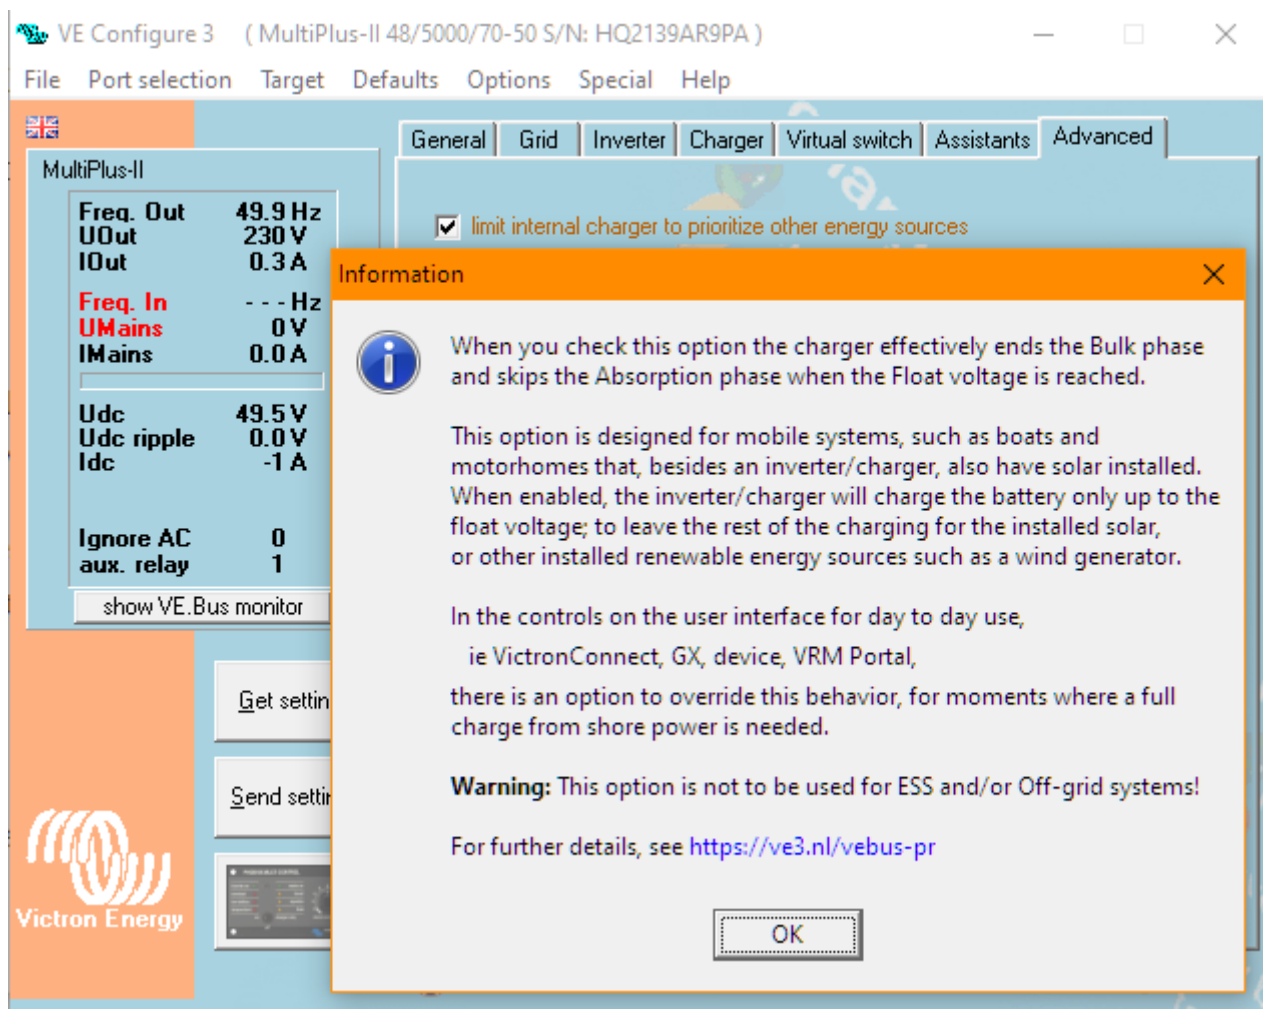 VE Configure 3 ( MultiPlus-II 48/5000/70-50 S/N: HQ2139AR9PA )
File Port selection Target Defaults Options Special Help
General Grid Inverter Charger Virtual switch Assistants Advanced
MultiPlus-II
Freq. Out 49.9 Hz
UOut 230 V
IOut 0.3 A
Freq. In - - - Hz
UMains 0 V
IMains 0.0 A
Udc 49.5 V
Udc ripple 0.0 V
Idc -1 A
Ignore AC 0
aux. relay 1
show VE.Bus monitor
Get settin
Send settin
Victron Energy
limit internal charger to prioritize other energy sources
Information
When you check this option the charger effectively ends the Bulk phase
and skips the Absorption phase when the Float voltage is reached.
This option is designed for mobile systems, such as boats and
motorhomes that, besides an inverter/charger, also have solar installed.
When enabled, the inverter/charger will charge the battery only up to the
float voltage; to leave the rest of the charging for the installed solar,
or other installed renewable energy sources such as a wind generator.
In the controls on the user interface for day to day use,
ie VictronConnect, GX, device, VRM Portal,
there is an option to override this behavior, for moments where a full
charge from shore power is needed.
Warning: This option is not to be used for ESS and/or Off-grid systems!
For further details, see https://ve3.nl/vebus-pr
OK